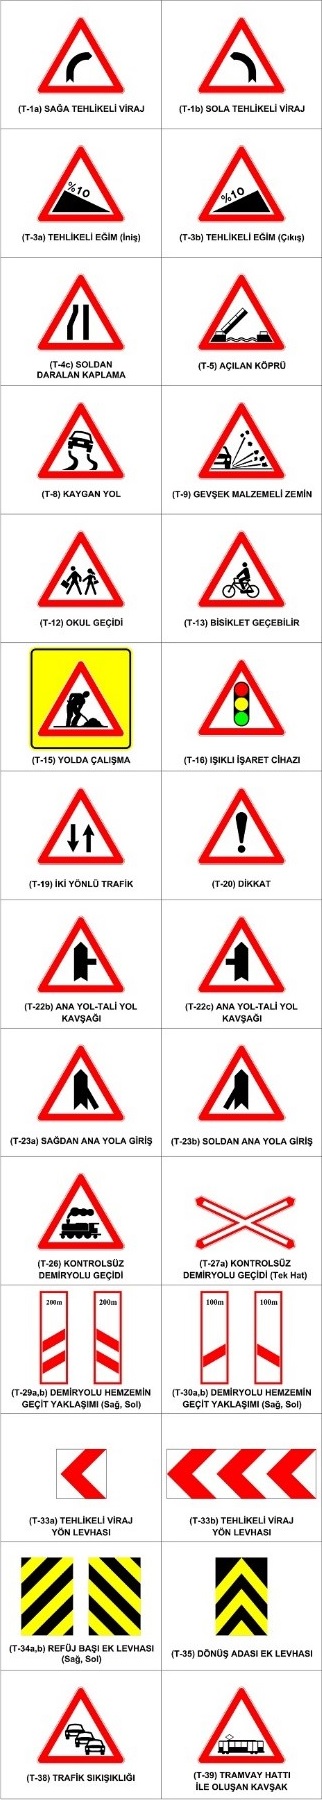 (T-1a) SAĞA TEHLİKELİ VİRAJ
(T-1b) SOLA TEHLİKELİ VİRAJ
%10
(T-3a) TEHLİKELİ EĞİM (İniş)
%10
(T-3b) TEHLİKELİ EĞİM (Çıkış)
(T-4c) SOLDAN
DARALAN KAPLAMA
(T-5) AÇILAN KÖPRÜ
(T-8) KAYGAN YOL
(T-9) GEVŞEK MALZEMELİ ZEMİN
(T-12) OKUL GEÇİDİ
(T-13) BİSİKLET GEÇEBİLİR
(T-15) YOLDA ÇALIŞMA
(T-16) IŞIKLI İŞARET CİHAZI
(T-19) İKİ YÖNLÜ TRAFİK
(T-20) DİKKAT
(T-22b) ANA YOL-TALİ YOL
KAVŞAĞI
(T-22c) ANA YOL-TALİ YOL
KAVŞAĞI
(T-23a) SAĞDAN ANA YOLA GİRİŞ
(T-23b) SOLDAN ANA YOLA GİRİŞ
(T-26) KONTROLSÜZ
DEMİRYOLU GEÇİDİ
(T-27a) KONTROLSÜZ
DEMİRYOLU GEÇİDİ (Tek Hat)
200m 200m
(T-29a,b) DEMİRYOLU HEMZEMİN
GEÇİT YAKLAŞIMI (Sağ, Sol)
100m 100m
(T-30a,b) DEMİRYOLU HEMZEMİN
GEÇİT YAKLAŞIMI (Sağ, Sol)
(T-33a) TEHLİKELİ VİRAJ
YÖN LEVHASI
(T-33b) TEHLİKELİ VİRAJ
YÖN LEVHASI
(T-34a,b) REFÜJ BAŞI EK LEVHASI
(Sağ, Sol)
(T-35) DÖNÜŞ ADASI EK LEVHASI
(T-38) TRAFİK SIKIŞIKLIĞI
(T-39) TRAMVAY HATTI
İLE OLUŞAN KAVŞAK